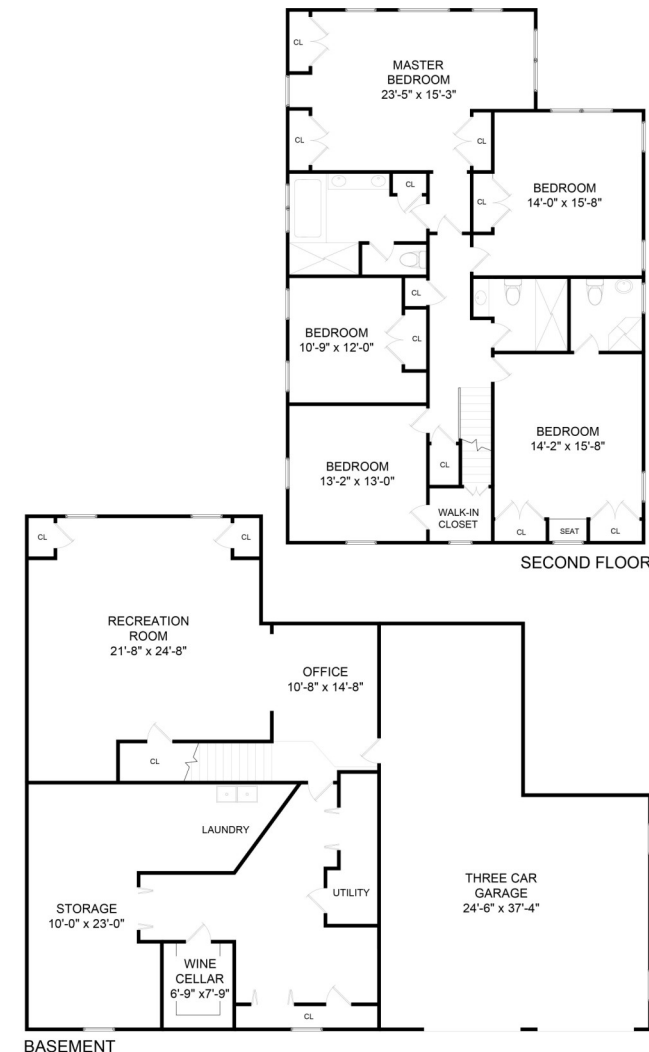 CL
MASTER
BEDROOM
23'-5" x 15'-3"
CL
CL
CL
CL
BEDROOM
14'-0" x 15'-8"
CL
BEDROOM
10'-9" x 12'-0"
CL
BEDROOM
14'-2" x 15'-8"
BEDROOM
13'-2" x 13'-0"
CL
WALK-IN
CLOSET
CL
SEAT
CL
SECOND FLOOR
CL
CL
RECREATION
ROOM
21'-8" x 24'-8"
OFFICE
10'-8" x 14'-8"
CL
LAUNDRY
UTILITY
THREE CAR
GARAGE
24'-6" x 37'-4"
STORAGE
10'-0" x 23'-0"
WINE
CELLAR
6'-9" x7'-9"
CL
BASEMENT